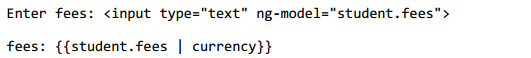 Enter fees: <input type="text" ng-model="student.fees">
fees: {{student.fees | currency}}